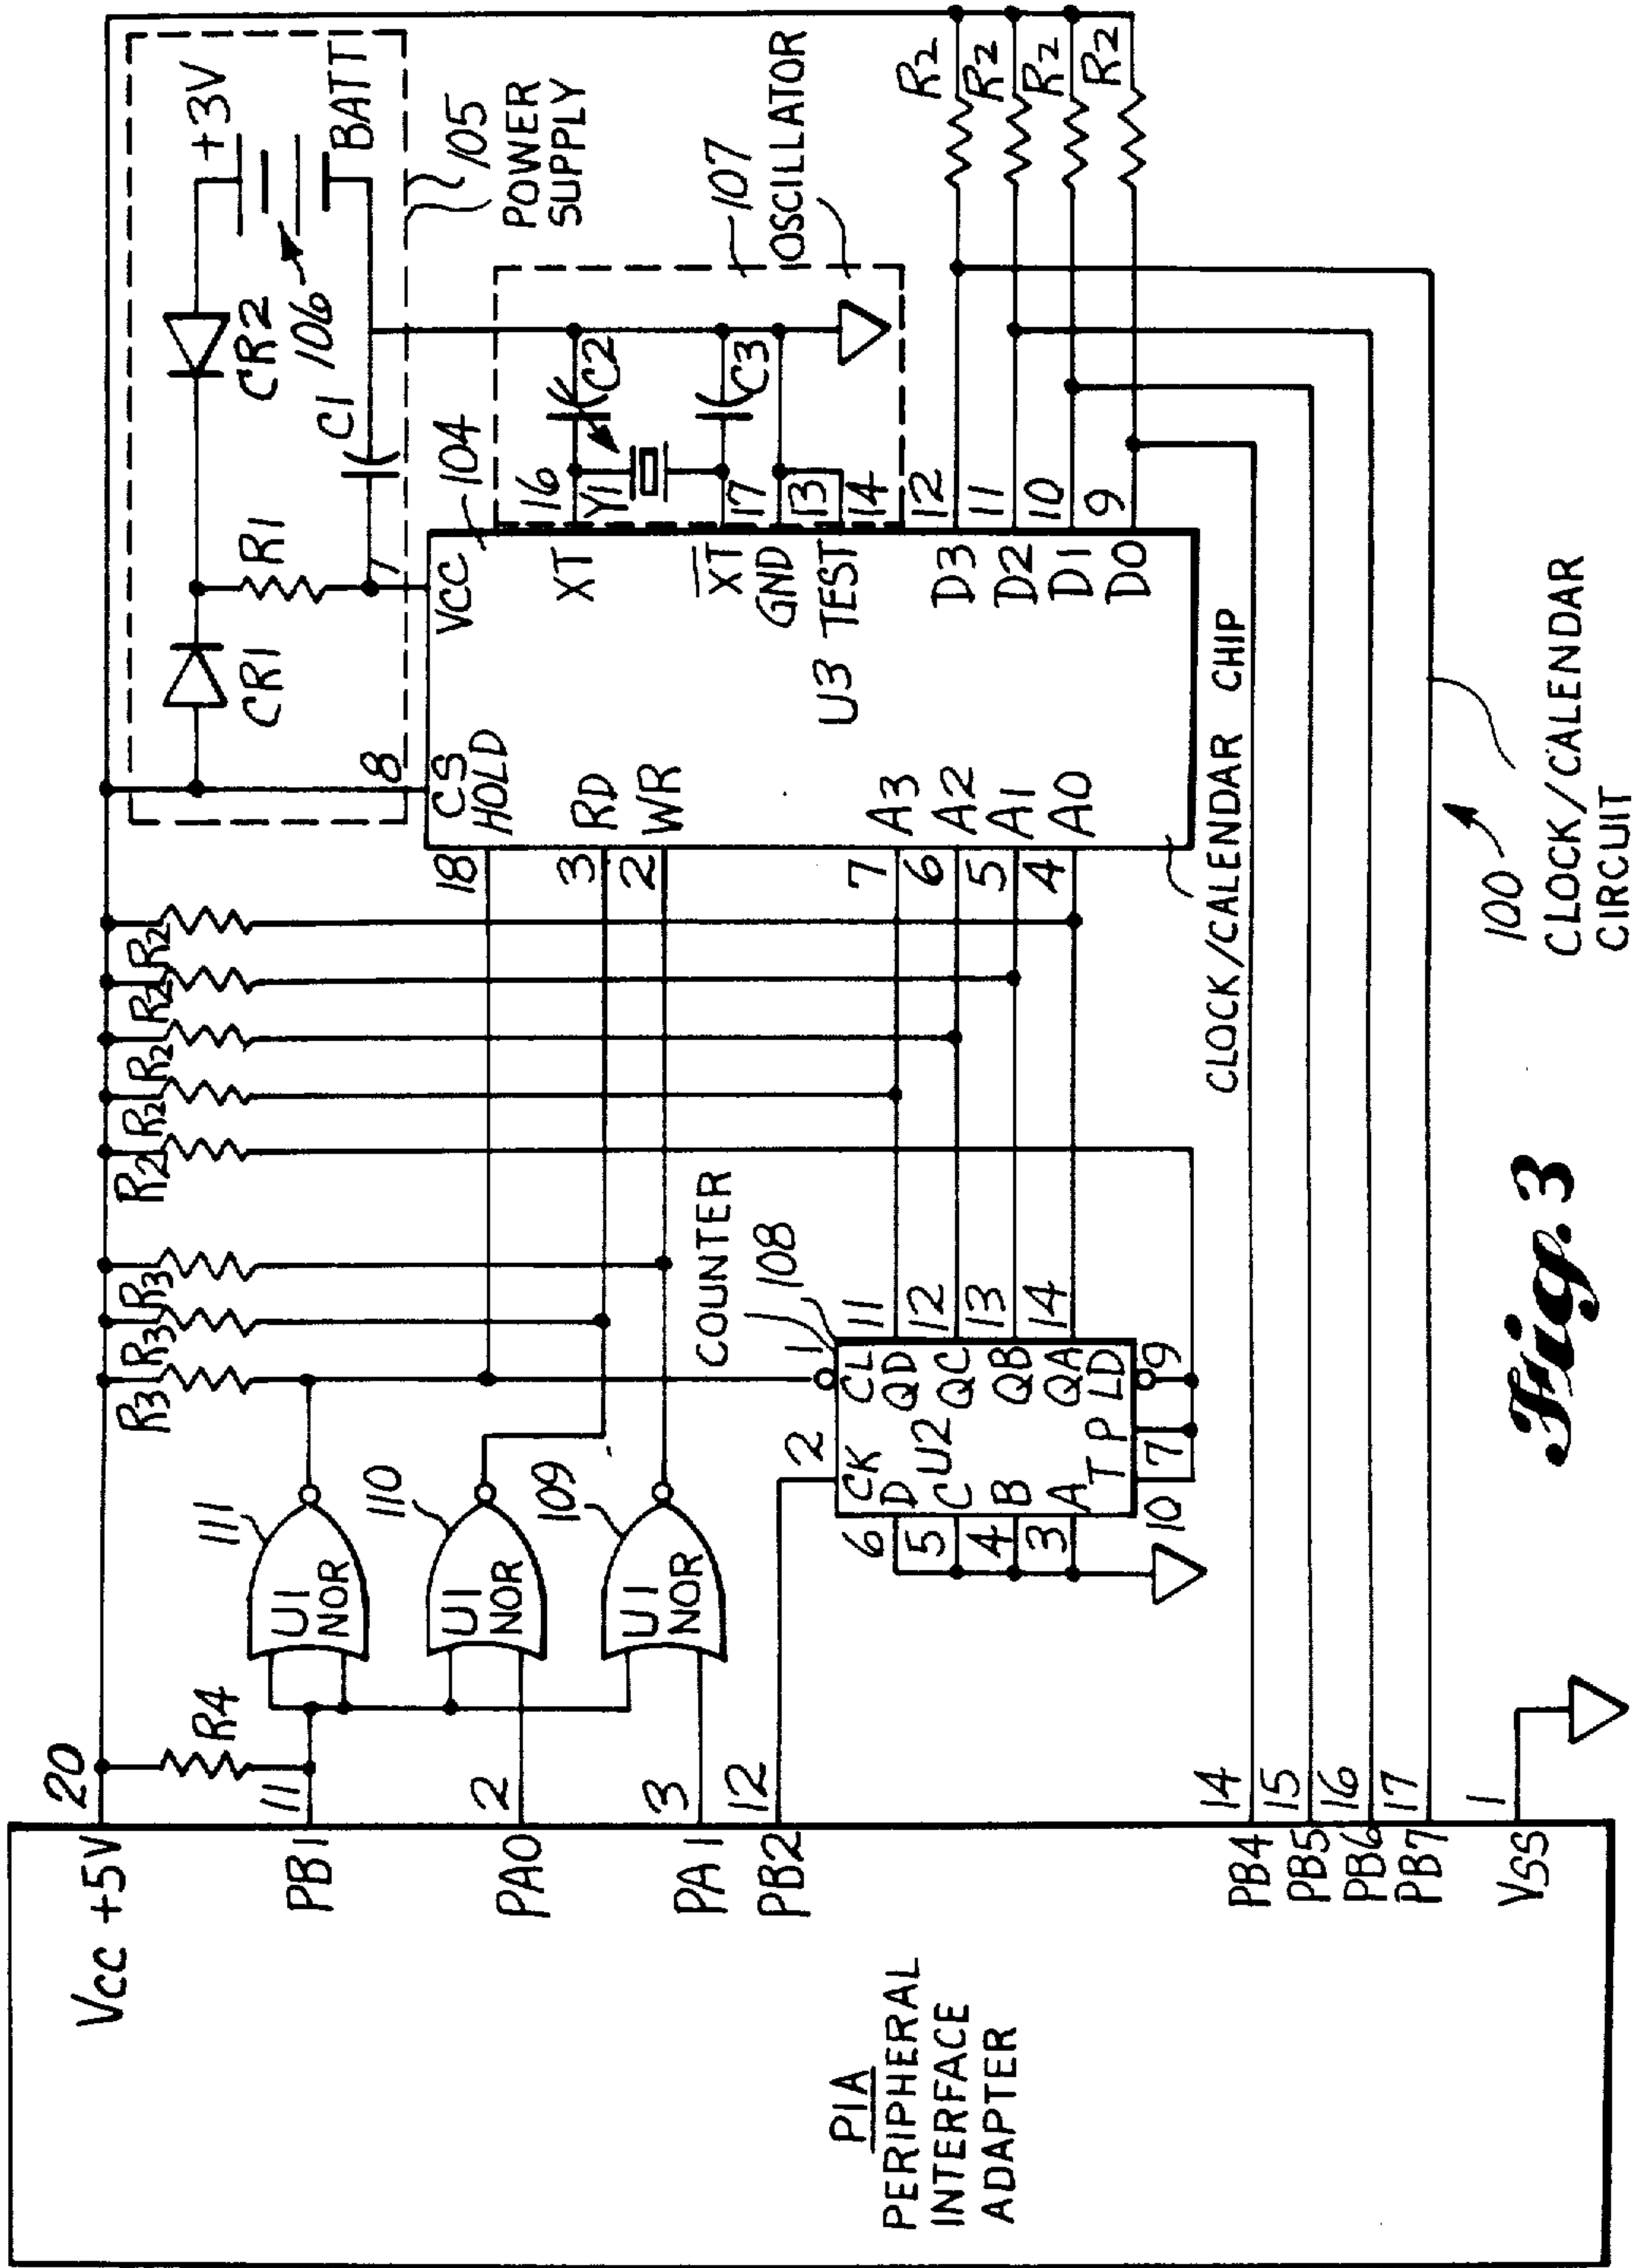 Vcc +5V
20
PB1
11
PA0
2
PA1
3
PB2
12
PB4
14
PB5
15
PB6
16
PB7
17
VSS
1
PIA
PERIPHERAL
INTERFACE
ADAPTER
R4
U1
NOR
111
U1
NOR
110
U1
NOR
109
R3
R3
R3
R2
R2
R2
R2
R2
COUNTER
108
1
2
CK
CL
D
QD
C
U2
QC
B
QB
A
QA
T
P
LD
6
5
4
3
10
7
9
11
12
13
14
18
3
2
7
6
5
4
8
CS
HOLD
RD
WR
A3
A2
A1
A0
U3
VCC
XT
XT
GND
TEST
D3
D2
D1
D0
1
104
16
17
13
14
12
11
10
9
CLOCK/CALENDAR CHIP
CR1
R1
CR2
C1
106
+3V
BATT
105
POWER
SUPPLY
Y1
C2
C3
107
OSCILLATOR
R2
R2
R2
R2
100
CLOCK/CALENDAR
CIRCUIT
Fig. 3